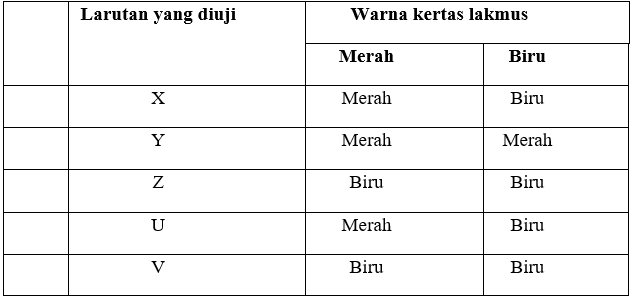 Larutan yang diuji Warna kertas lakmus
Merah Biru
X Merah Biru
Y Merah Merah
Z Biru Biru
U Merah Biru
V Biru Biru